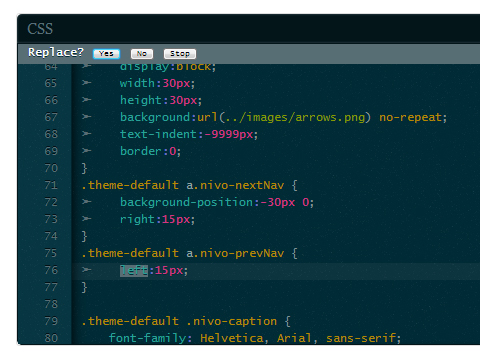 CSS
Replace? Yes No Stop
64 display:block;
65 width:30px;
66 height:30px;
67 background:url(../images/arrows.png) no-repeat;
68 text-indent:-9999px;
69 border:0;
70 }
71 .theme-default a.nivo-nextNav {
72 background-position:-30px 0;
73 right:15px;
74 }
75 .theme-default a.nivo-prevNav {
76 left:15px;
77 }
78
79 .theme-default .nivo-caption {
80 font-family: Helvetica, Arial, sans-serif;